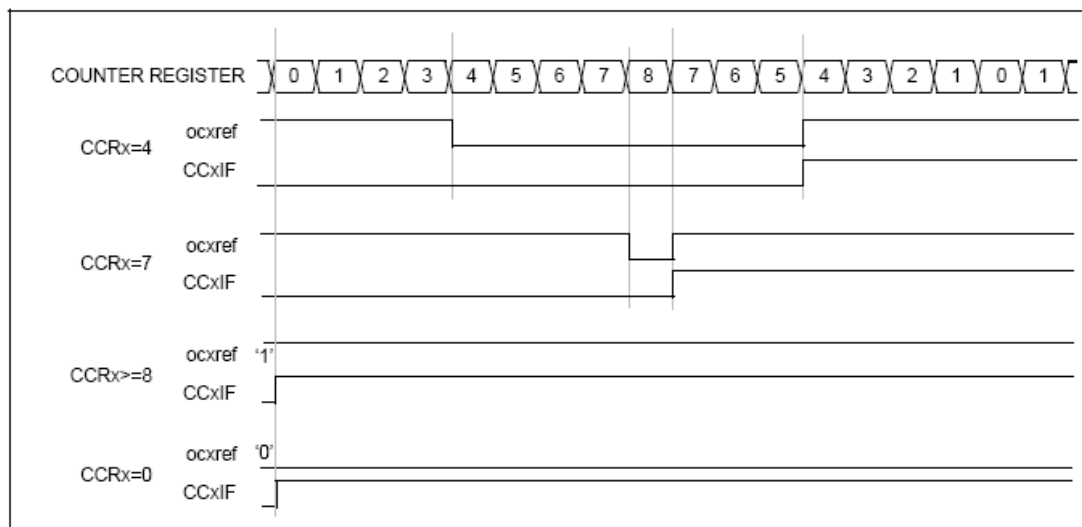 COUNTER REGISTER 0 1 2 3 4 5 6 7 8 7 6 5 4 3 2 1 0 1
CCRx=4
ocxref
CCxIF
CCRx=7
ocxref
CCxIF
CCRx>=8
ocxref '1'
CCxIF
CCRx=0
ocxref '0'
CCxIF